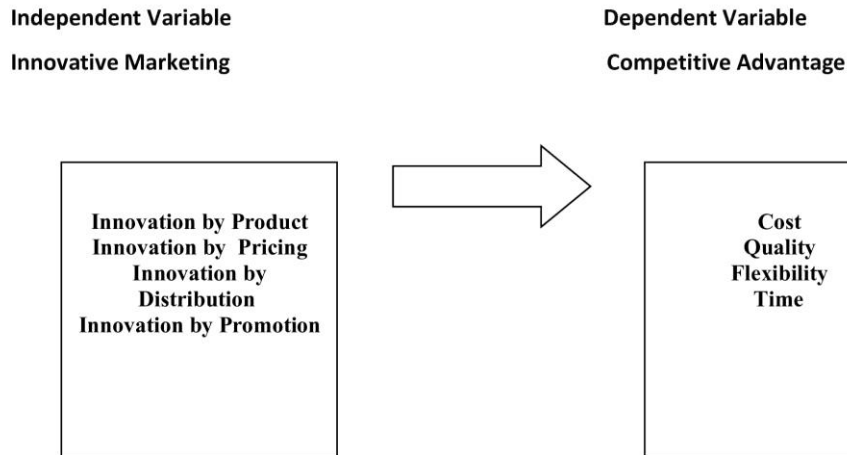 Independent Variable
Dependent Variable
Innovative Marketing
Competitive Advantage
Innovation by Product
Innovation by Pricing
Innovation by
Distribution
Innovation by Promotion
Cost
Quality
Flexibility
Time